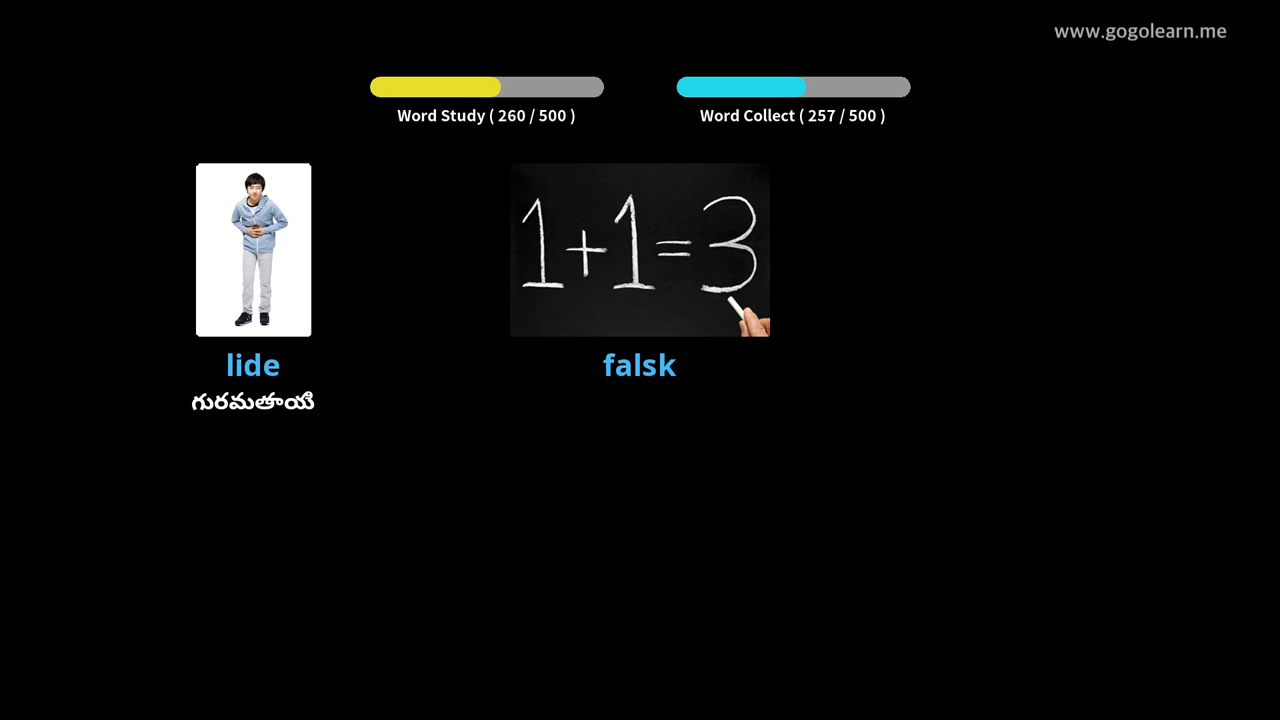 www.gogolearn.me
Word Study ( 260 / 500 )
Word Collect ( 257 / 500 )
1+1=3
lide
falsk
గురమతాయి